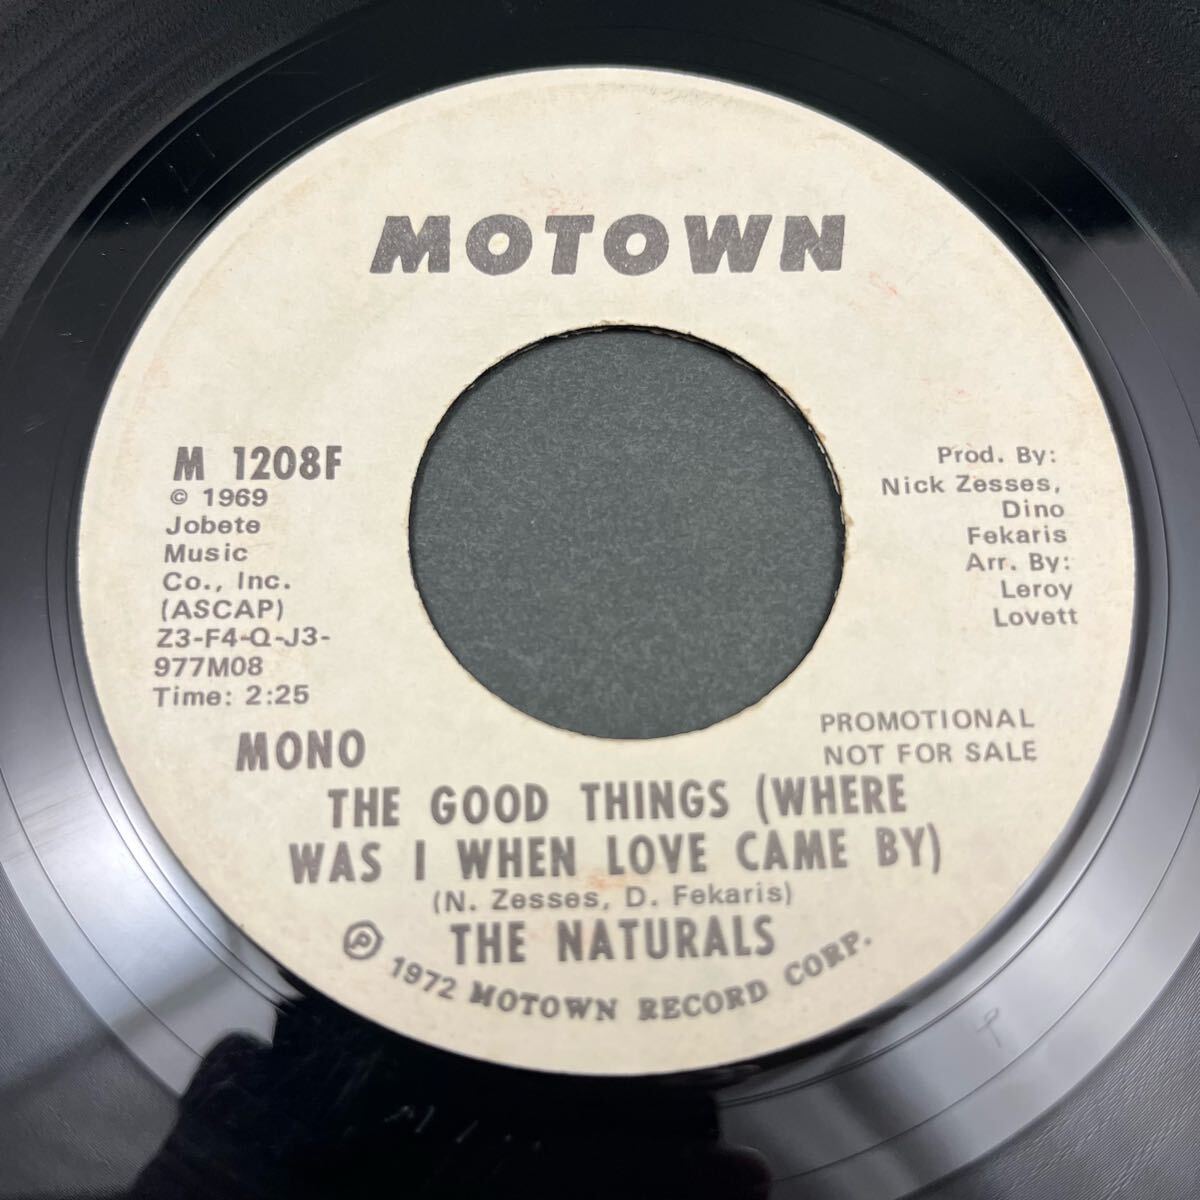 MOTOWN
M 1208F
© 1969
Jobete
Music
Co., Inc.
(ASCAP)
Z3-F4-Q-J3-
977M08
Time: 2:25
Prod. By:
Nick Zesses,
Dino
Fekaris
Arr. By:
Leroy
Lovett
MONO
PROMOTIONAL
NOT FOR SALE
THE GOOD THINGS (WHERE
WAS I WHEN LOVE CAME BY)
(N. Zesses, D. Fekaris)
THE NATURALS
℗ 1972 MOTOWN RECORD CORP.